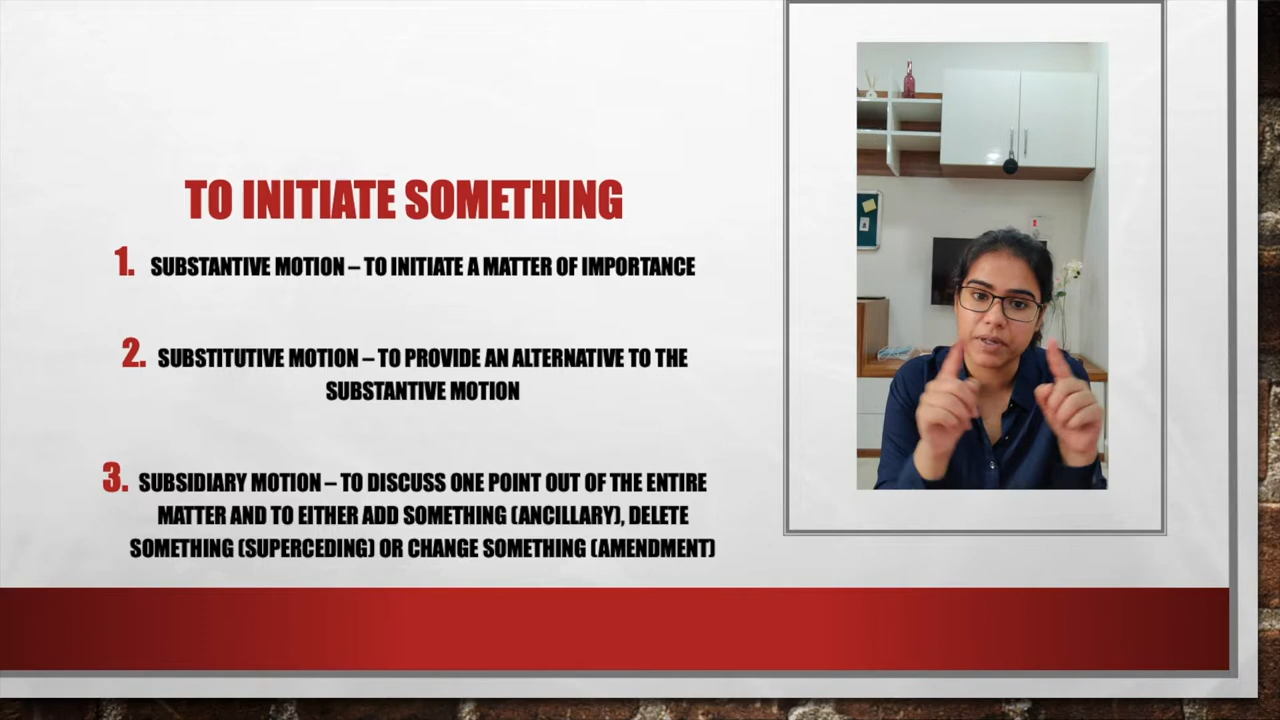 TO INITIATE SOMETHING
1. SUBSTANTIVE MOTION – TO INITIATE A MATTER OF IMPORTANCE
2. SUBSTITUTIVE MOTION – TO PROVIDE AN ALTERNATIVE TO THE
SUBSTANTIVE MOTION
3. SUBSIDIARY MOTION – TO DISCUSS ONE POINT OUT OF THE ENTIRE
MATTER AND TO EITHER ADD SOMETHING (ANCILLARY), DELETE
SOMETHING (SUPERCEDING) OR CHANGE SOMETHING (AMENDMENT)